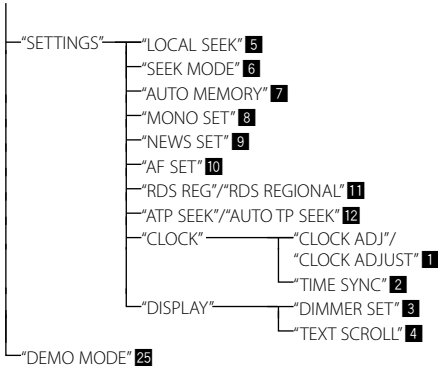 “SETTINGS” “LOCAL SEEK” 5
“SEEK MODE” 6
“AUTO MEMORY” 7
“MONO SET” 8
“NEWS SET” 9
“AF SET” 10
“RDS REG”/“RDS REGIONAL” 11
“ATP SEEK”/“AUTO TP SEEK” 12
“CLOCK” “CLOCK ADJ”/
“CLOCK ADJUST” 1
“TIME SYNC” 2
“DISPLAY” “DIMMER SET” 3
“TEXT SCROLL” 4
“DEMO MODE” 25